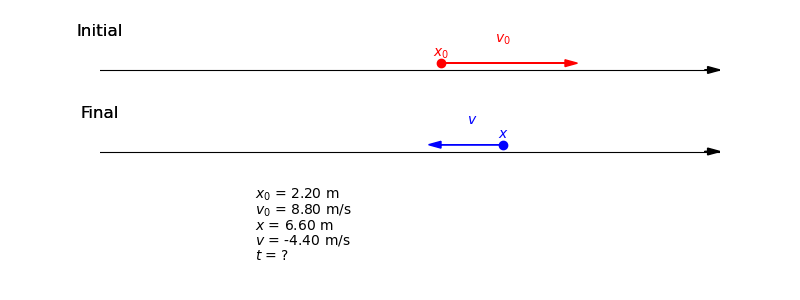 Initial
v₀
x₀
Final
v
x
x₀ = 2.20 m
v₀ = 8.80 m/s
x = 6.60 m
v = -4.40 m/s
t = ?